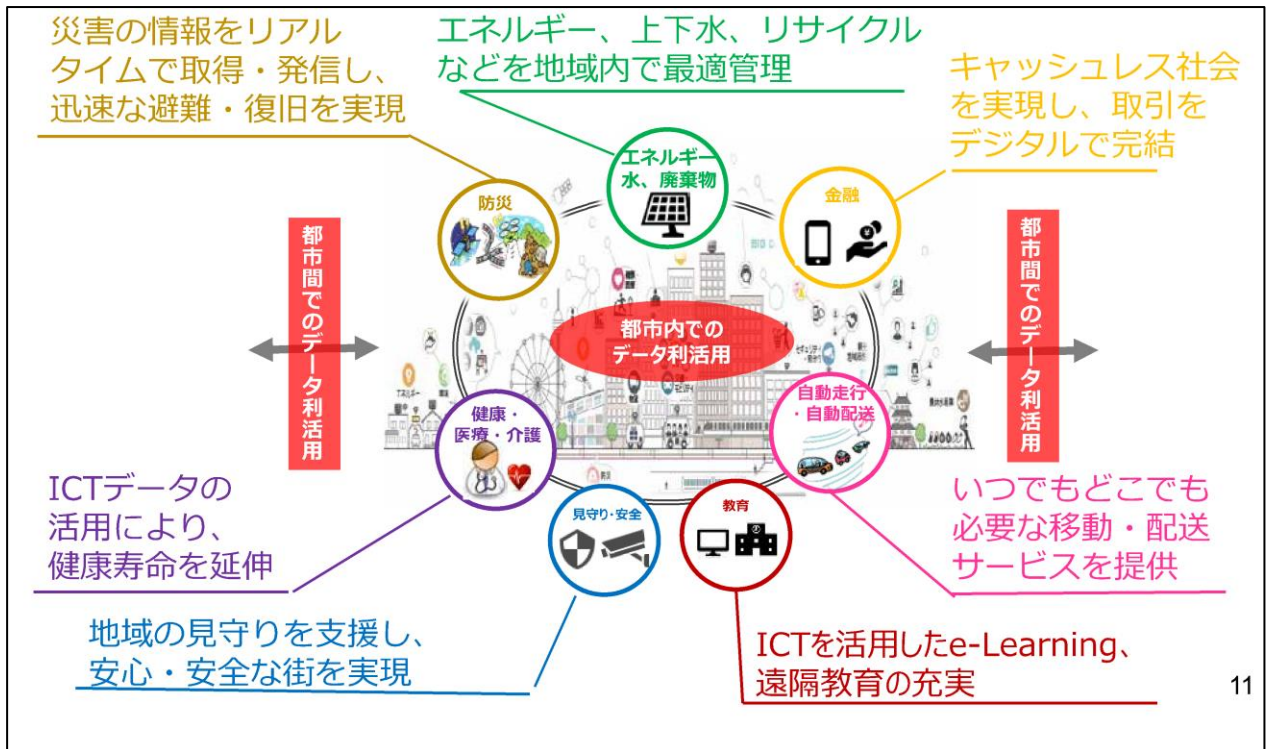 災害の情報をリアル
タイムで取得・発信し、
迅速な避難・復旧を実現
エネルギー、上下水、リサイクル
などを地域内で最適管理
キャッシュレス社会
を実現し、取引を
デジタルで完結
防災
エネルギー
水、廃棄物
金融
都市間でのデータ利活用
都市内での
データ利活用
都市間でのデータ利活用
健康・
医療・介護
自動走行
・自動配送
見守り・安全
教育
ICTデータの
活用により、
健康寿命を延伸
いつでもどこでも
必要な移動・配送
サービスを提供
地域の見守りを支援し、
安心・安全な街を実現
ICTを活用したe-Learning、
遠隔教育の充実
11